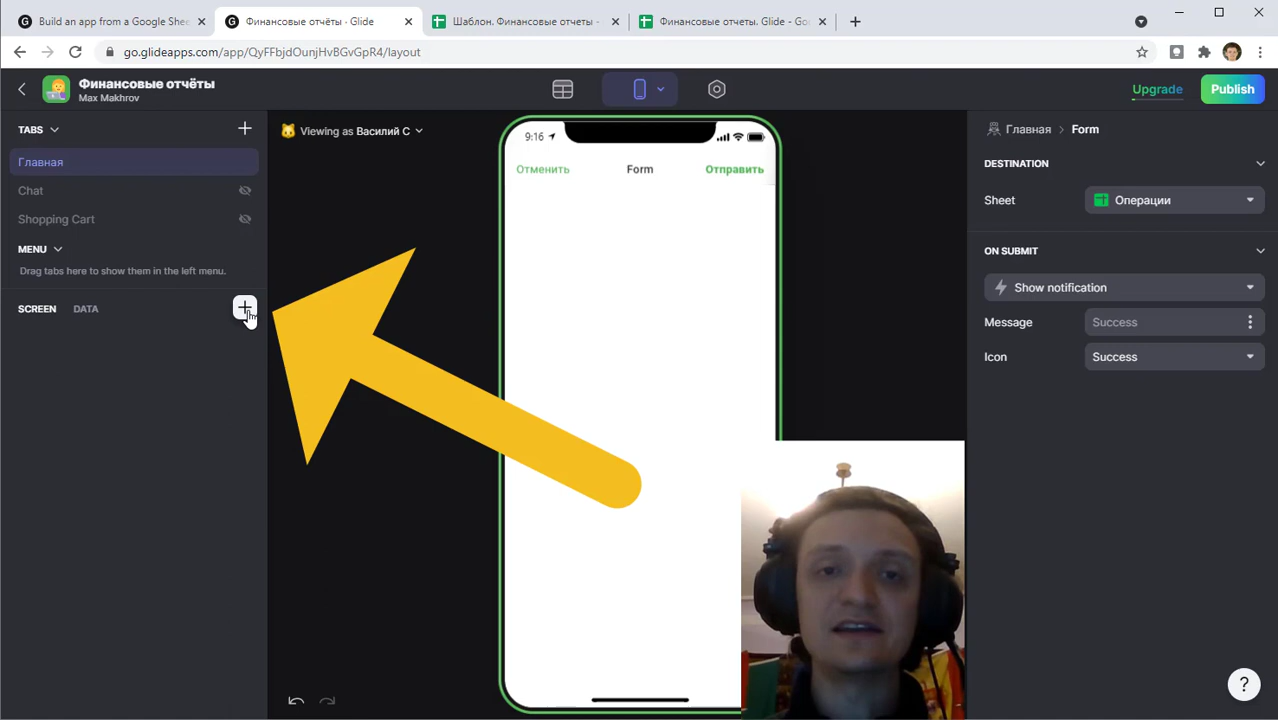 Build an app from a Google Shee
Финансовые отчёты · Glide
Шаблон. Финансовые отчеты -
Финансовые отчеты. Glide - Goo
go.glideapps.com/app/QyFFbjdOunjHvBGvGpR4/layout
Финансовые отчёты
Max Makhrov
Upgrade
Publish
TABS
Главная
Chat
Shopping Cart
MENU
Drag tabs here to show them in the left menu.
SCREEN DATA
Viewing as Василий С
9:16
Отменить Form Отправить
Главная > Form
DESTINATION
Sheet Операции
ON SUBMIT
Show notification
Message Success
Icon Success
?